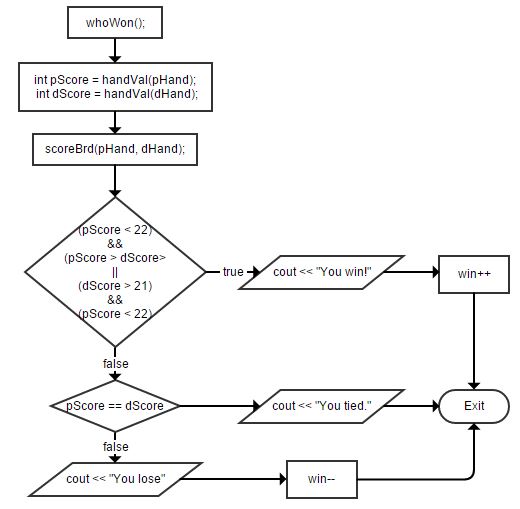 whoWon();
int pScore = handVal(pHand);
int dScore = handVal(dHand);
scoreBrd(pHand, dHand);
(pScore < 22)
&&
(pScore > dScore>
||
(dScore > 21)
&&
(pScore < 22)
true
cout << "You win!"
win++
false
pScore == dScore
cout << "You tied."
Exit
false
cout << "You lose"
win--